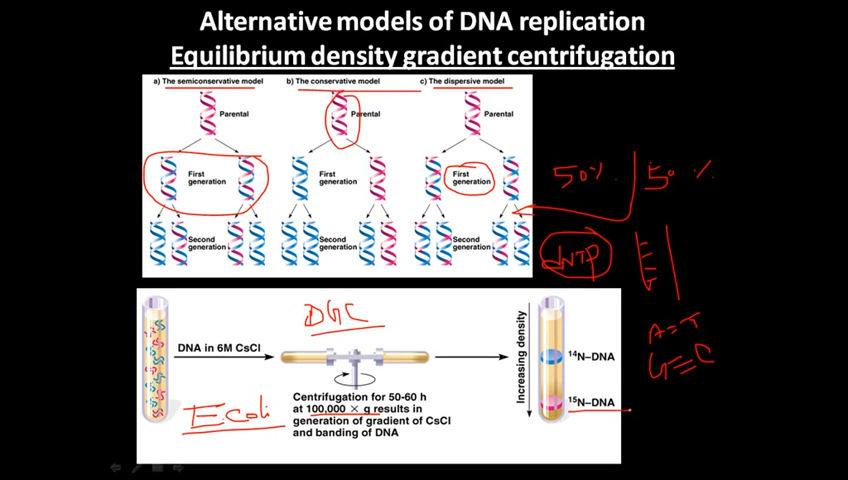 Alternative models of DNA replication
Equilibrium density gradient centrifugation
a) The semiconservative model
b) The conservative model
c) The dispersive model
Parental
Parental
Parental
First
generation
First
generation
First
generation
Second
generation
Second
generation
Second
generation
50% 50 %
dNTP
A=T
G≡C
DGC
DNA in 6M CsCl
E.Coli
Centrifugation for 50-60 h
at 100,000 × g results in
generation of gradient of CsCl
and banding of DNA
Increasing density
¹⁴N–DNA
¹⁵N–DNA